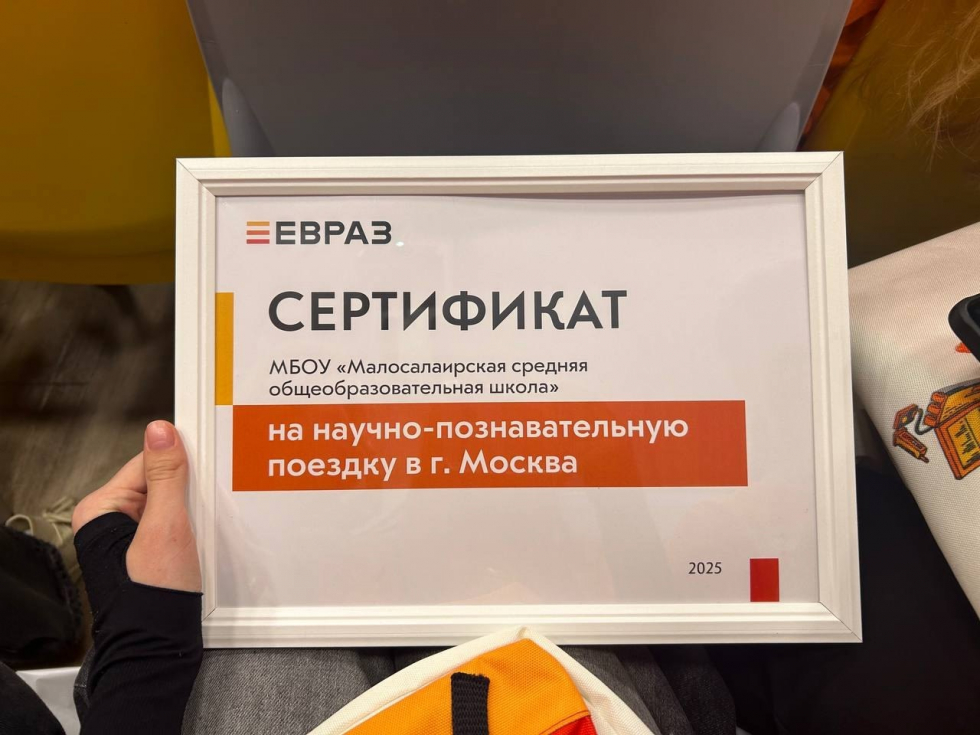 ЕВРАЗ
СЕРТИФИКАТ
МБОУ «Малосалаирская средняя
общеобразовательная школа»
на научно-познавательную
поездку в г. Москва
2025